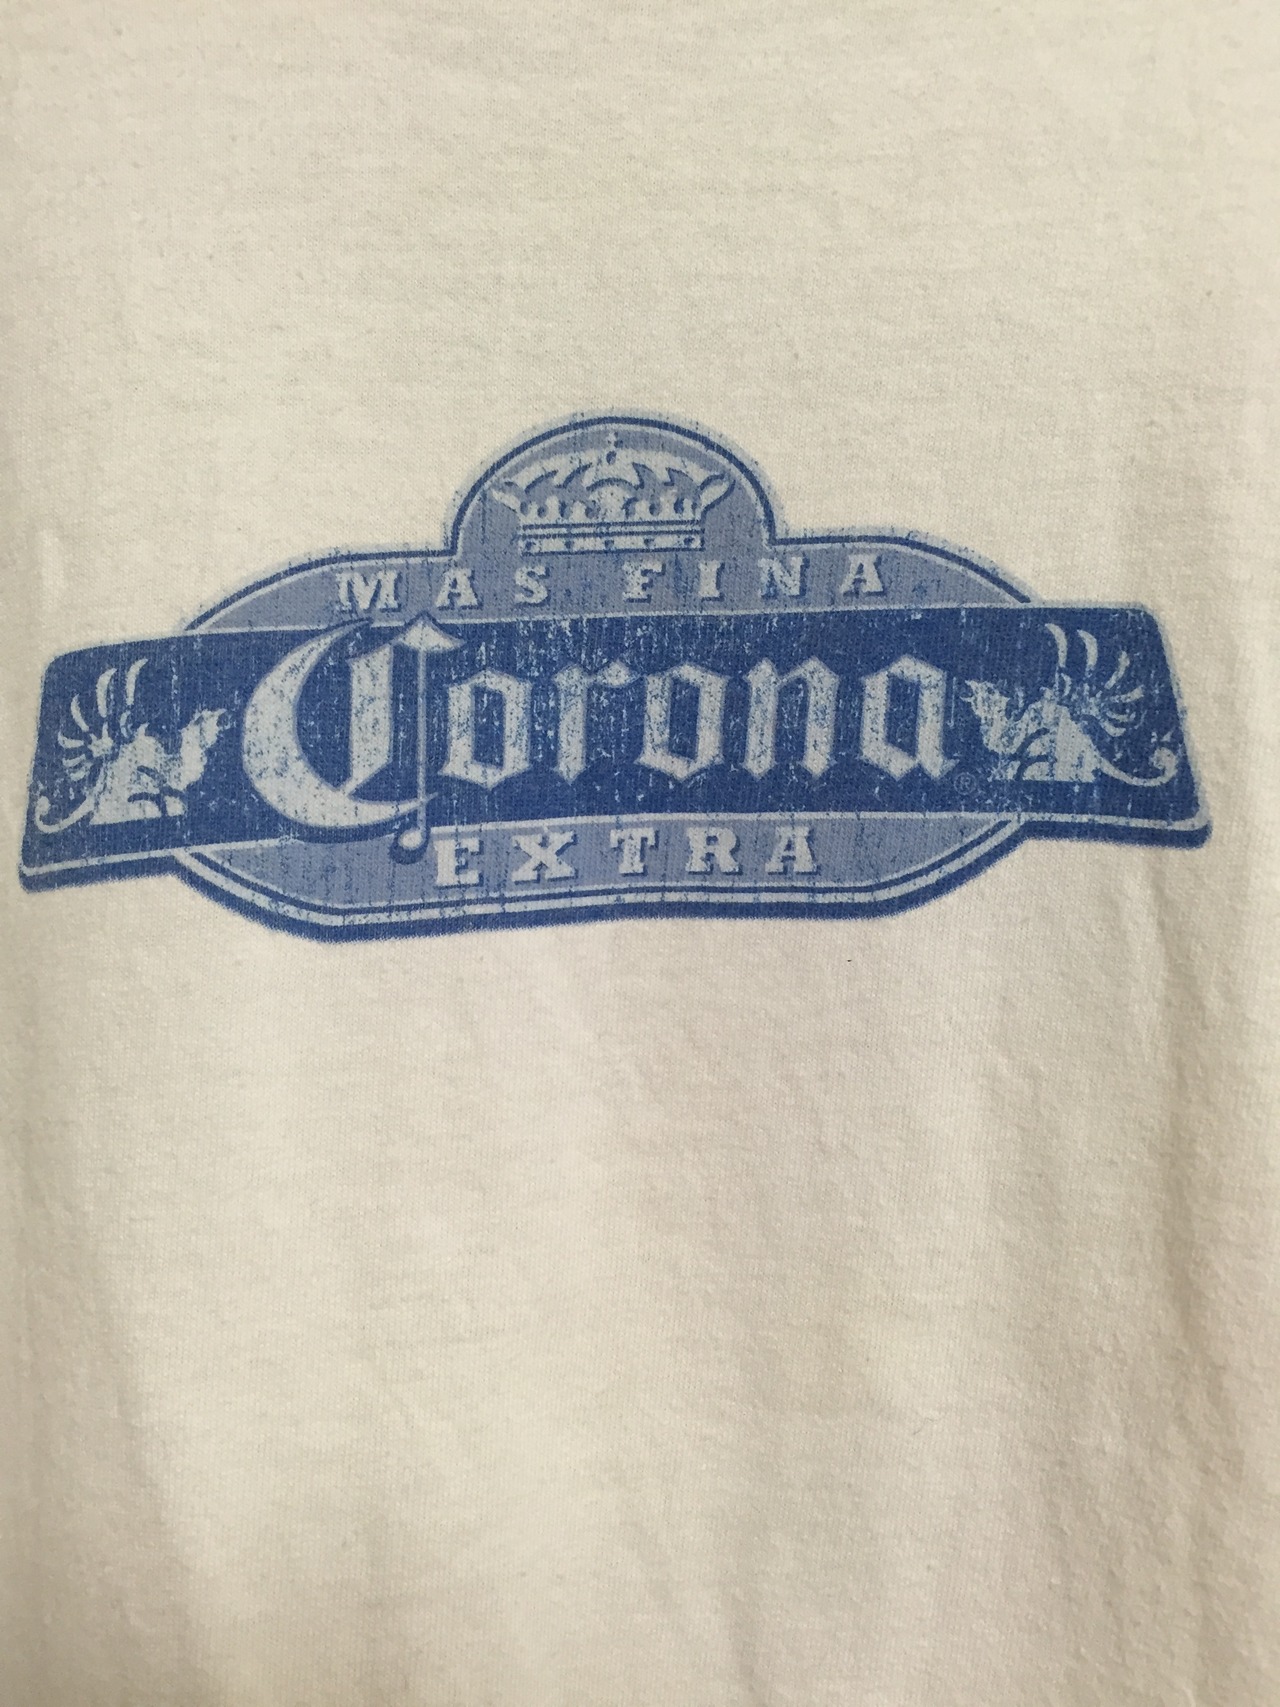 MAS FINA
Corona ®
EXTRA